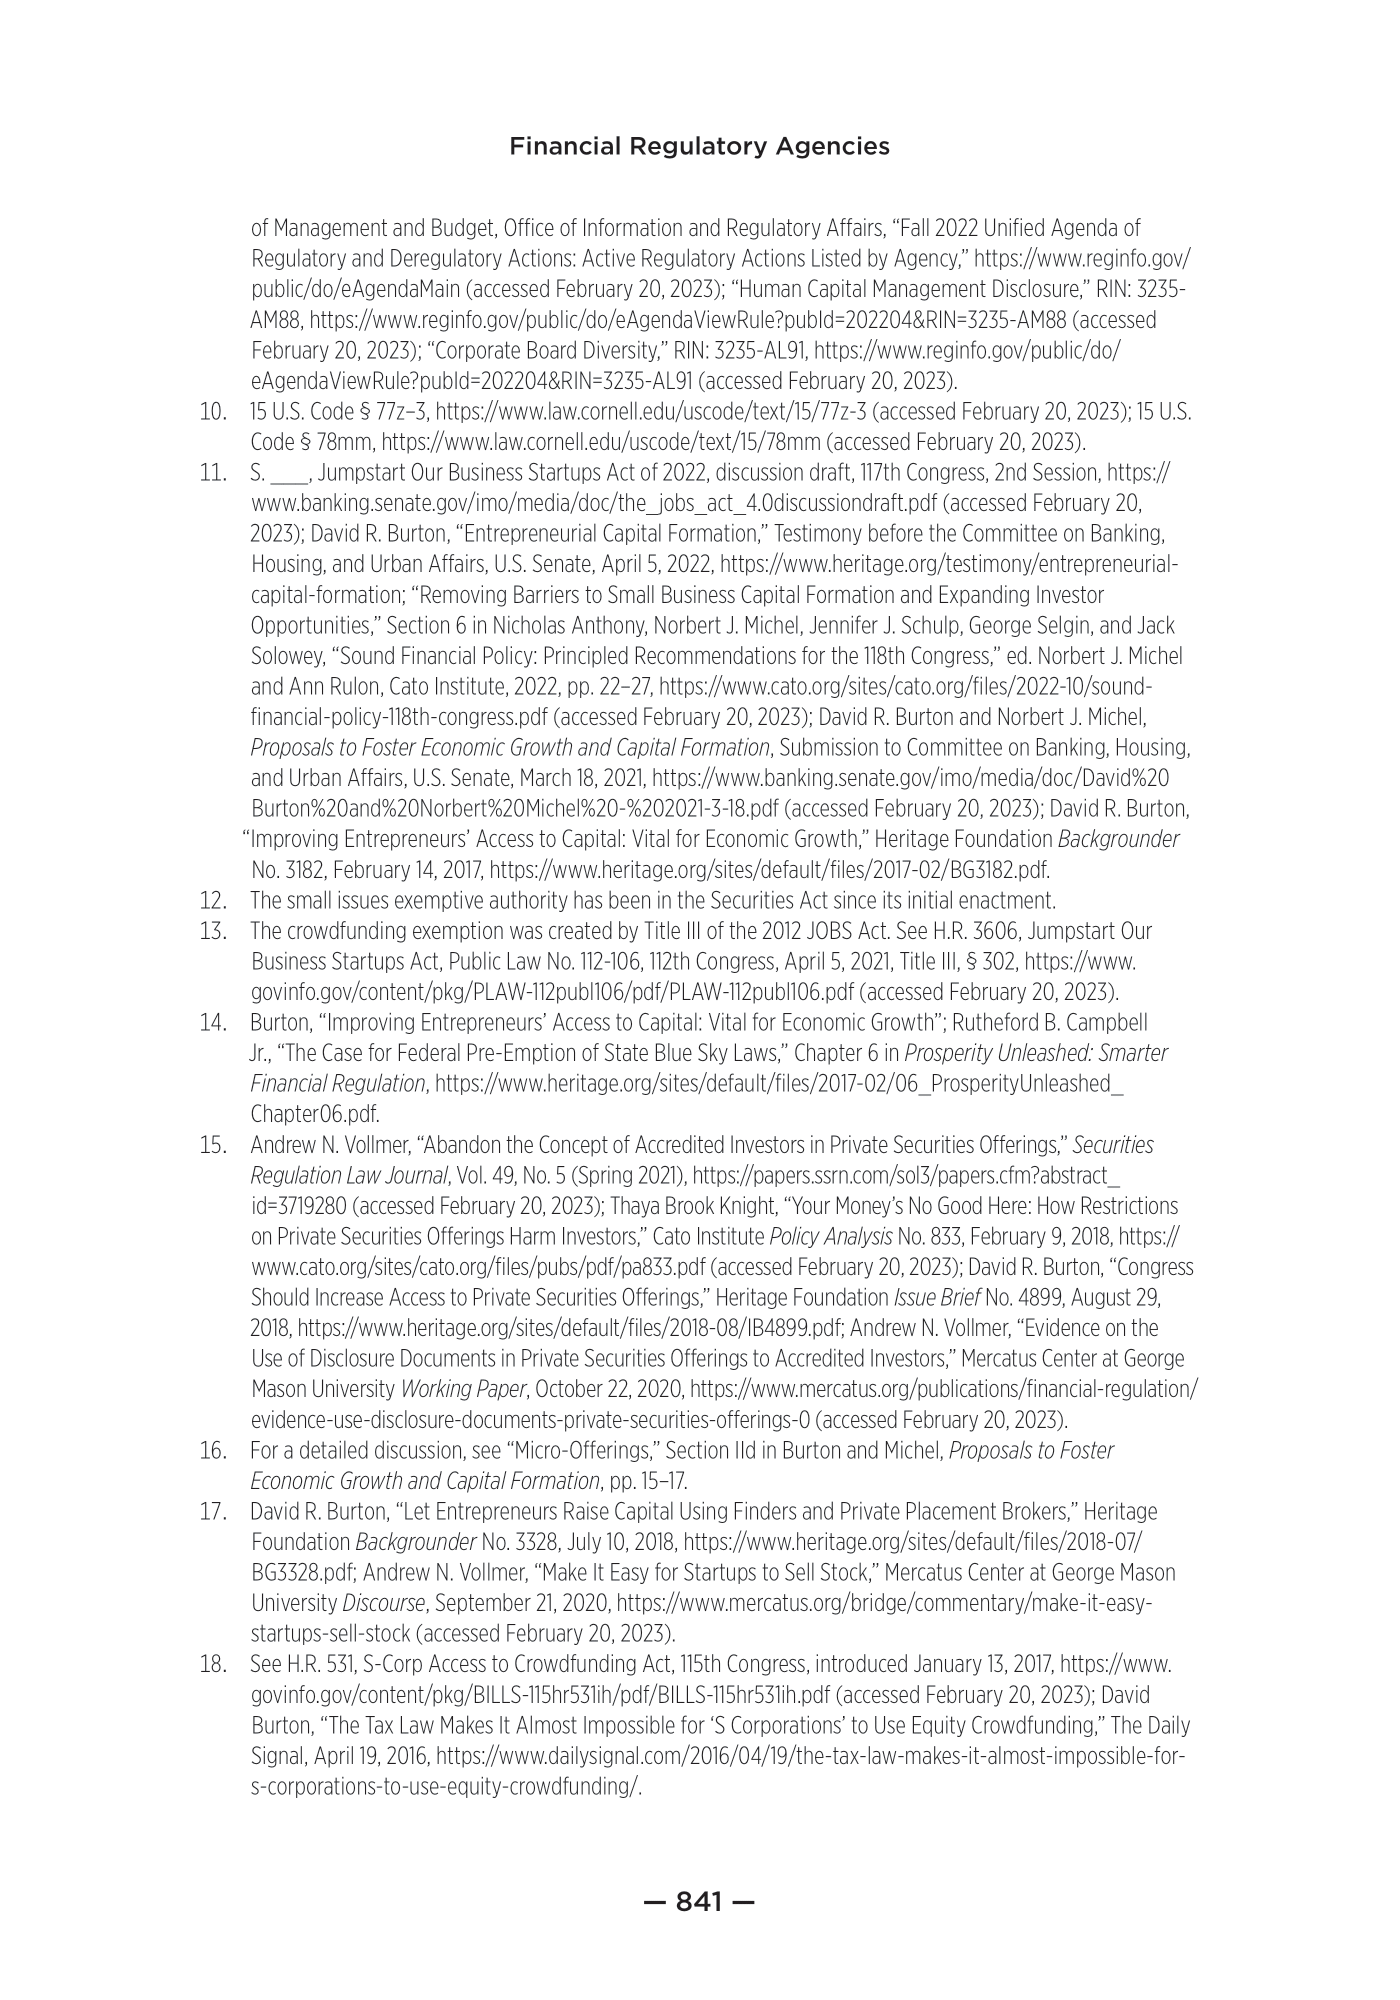 Financial Regulatory Agencies
of Management and Budget, Office of Information and Regulatory Affairs, “Fall 2022 Unified Agenda of
Regulatory and Deregulatory Actions: Active Regulatory Actions Listed by Agency,” https://www.reginfo.gov/
public/do/eAgendaMain (accessed February 20, 2023); “Human Capital Management Disclosure,” RIN: 3235-
AM88, https://www.reginfo.gov/public/do/eAgendaViewRule?pubId=202204&RIN=3235-AM88 (accessed
February 20, 2023); “Corporate Board Diversity,” RIN: 3235-AL91, https://www.reginfo.gov/public/do/
eAgendaViewRule?pubId=202204&RIN=3235-AL91 (accessed February 20, 2023).
10. 15 U.S. Code § 77z–3, https://www.law.cornell.edu/uscode/text/15/77z-3 (accessed February 20, 2023); 15 U.S.
Code § 78mm, https://www.law.cornell.edu/uscode/text/15/78mm (accessed February 20, 2023).
11. S. ___, Jumpstart Our Business Startups Act of 2022, discussion draft, 117th Congress, 2nd Session, https://
www.banking.senate.gov/imo/media/doc/the_jobs_act_4.0discussiondraft.pdf (accessed February 20,
2023); David R. Burton, “Entrepreneurial Capital Formation,” Testimony before the Committee on Banking,
Housing, and Urban Affairs, U.S. Senate, April 5, 2022, https://www.heritage.org/testimony/entrepreneurial-
capital-formation; “Removing Barriers to Small Business Capital Formation and Expanding Investor
Opportunities,” Section 6 in Nicholas Anthony, Norbert J. Michel, Jennifer J. Schulp, George Selgin, and Jack
Solowey, “Sound Financial Policy: Principled Recommendations for the 118th Congress,” ed. Norbert J. Michel
and Ann Rulon, Cato Institute, 2022, pp. 22–27, https://www.cato.org/sites/cato.org/files/2022-10/sound-
financial-policy-118th-congress.pdf (accessed February 20, 2023); David R. Burton and Norbert J. Michel,
Proposals to Foster Economic Growth and Capital Formation, Submission to Committee on Banking, Housing,
and Urban Affairs, U.S. Senate, March 18, 2021, https://www.banking.senate.gov/imo/media/doc/David%20
Burton%20and%20Norbert%20Michel%20-%202021-3-18.pdf (accessed February 20, 2023); David R. Burton,
“Improving Entrepreneurs’ Access to Capital: Vital for Economic Growth,” Heritage Foundation Backgrounder
No. 3182, February 14, 2017, https://www.heritage.org/sites/default/files/2017-02/BG3182.pdf.
12. The small issues exemptive authority has been in the Securities Act since its initial enactment.
13. The crowdfunding exemption was created by Title III of the 2012 JOBS Act. See H.R. 3606, Jumpstart Our
Business Startups Act, Public Law No. 112-106, 112th Congress, April 5, 2021, Title III, § 302, https://www.
govinfo.gov/content/pkg/PLAW-112publ106/pdf/PLAW-112publ106.pdf (accessed February 20, 2023).
14. Burton, “Improving Entrepreneurs’ Access to Capital: Vital for Economic Growth”; Rutheford B. Campbell
Jr., “The Case for Federal Pre-Emption of State Blue Sky Laws,” Chapter 6 in Prosperity Unleashed: Smarter
Financial Regulation, https://www.heritage.org/sites/default/files/2017-02/06_ProsperityUnleashed_
Chapter06.pdf.
15. Andrew N. Vollmer, “Abandon the Concept of Accredited Investors in Private Securities Offerings,” Securities
Regulation Law Journal, Vol. 49, No. 5 (Spring 2021), https://papers.ssrn.com/sol3/papers.cfm?abstract_
id=3719280 (accessed February 20, 2023); Thaya Brook Knight, “Your Money’s No Good Here: How Restrictions
on Private Securities Offerings Harm Investors,” Cato Institute Policy Analysis No. 833, February 9, 2018, https://
www.cato.org/sites/cato.org/files/pubs/pdf/pa833.pdf (accessed February 20, 2023); David R. Burton, “Congress
Should Increase Access to Private Securities Offerings,” Heritage Foundation Issue Brief No. 4899, August 29,
2018, https://www.heritage.org/sites/default/files/2018-08/IB4899.pdf; Andrew N. Vollmer, “Evidence on the
Use of Disclosure Documents in Private Securities Offerings to Accredited Investors,” Mercatus Center at George
Mason University Working Paper, October 22, 2020, https://www.mercatus.org/publications/financial-regulation/
evidence-use-disclosure-documents-private-securities-offerings-0 (accessed February 20, 2023).
16. For a detailed discussion, see “Micro-Offerings,” Section IId in Burton and Michel, Proposals to Foster
Economic Growth and Capital Formation, pp. 15–17.
17. David R. Burton, “Let Entrepreneurs Raise Capital Using Finders and Private Placement Brokers,” Heritage
Foundation Backgrounder No. 3328, July 10, 2018, https://www.heritage.org/sites/default/files/2018-07/
BG3328.pdf; Andrew N. Vollmer, “Make It Easy for Startups to Sell Stock,” Mercatus Center at George Mason
University Discourse, September 21, 2020, https://www.mercatus.org/bridge/commentary/make-it-easy-
startups-sell-stock (accessed February 20, 2023).
18. See H.R. 531, S-Corp Access to Crowdfunding Act, 115th Congress, introduced January 13, 2017, https://www.
govinfo.gov/content/pkg/BILLS-115hr531ih/pdf/BILLS-115hr531ih.pdf (accessed February 20, 2023); David
Burton, “The Tax Law Makes It Almost Impossible for ‘S Corporations’ to Use Equity Crowdfunding,” The Daily
Signal, April 19, 2016, https://www.dailysignal.com/2016/04/19/the-tax-law-makes-it-almost-impossible-for-
s-corporations-to-use-equity-crowdfunding/.
— 841 —